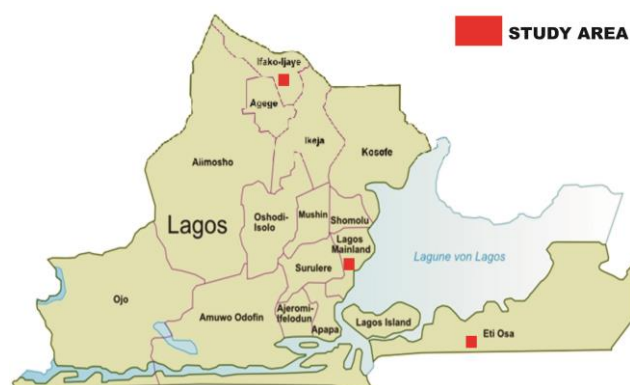 STUDY AREA
Ifako-Ijaye
Agege
Ikeja
Kosofe
Alimosho
Lagos
Oshodi-
Isolo
Mushin
Shomolu
Lagos
Mainland
Surulere
Lagune von Lagos
Ojo
Amuwo Odofin
Ajeromi-
Ifelodun
Apapa
Lagos Island
Eti Osa